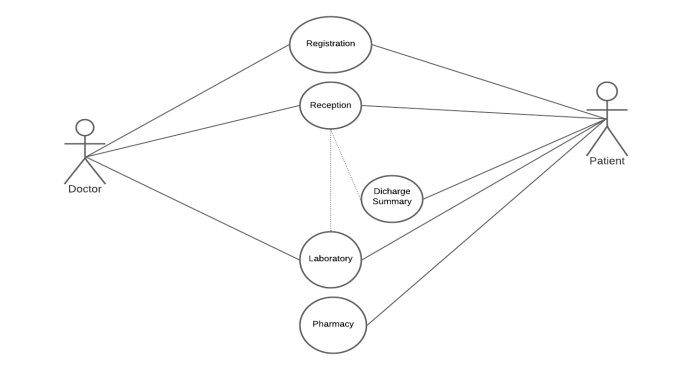 Registration
Reception
Doctor
Patient
Dicharge
Summary
Laboratory
Pharmacy